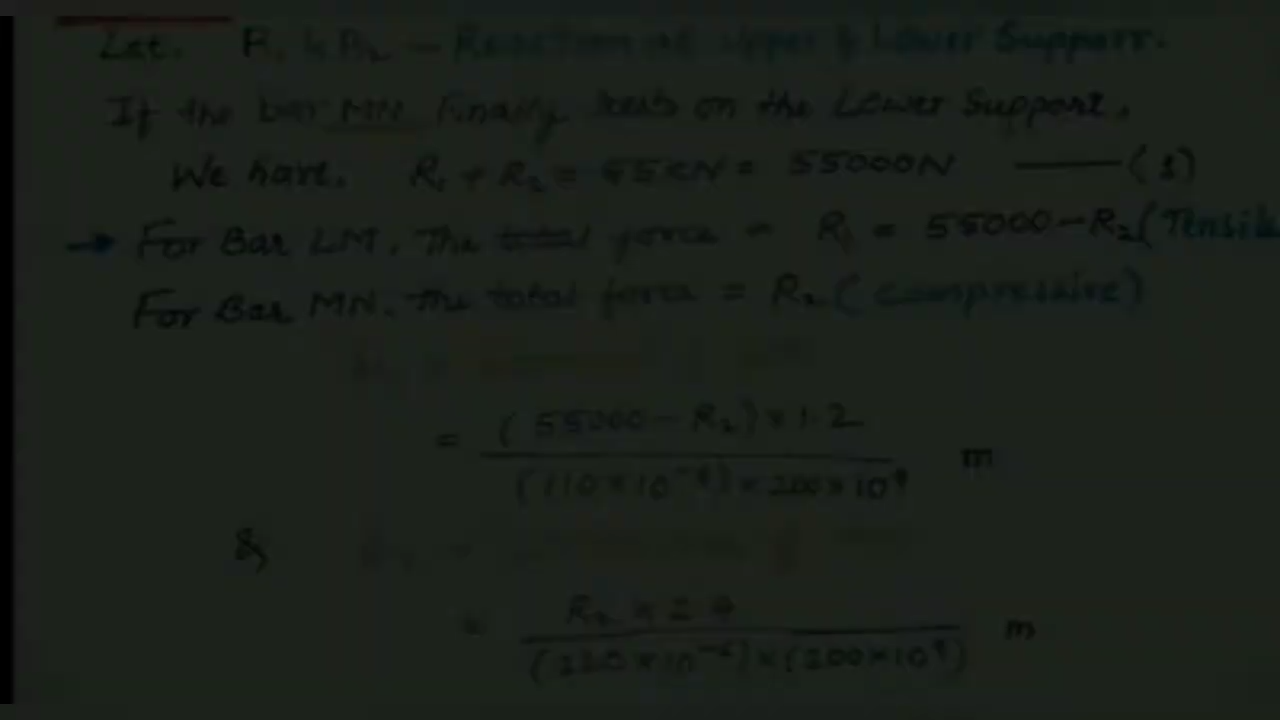 Let. R₁ & R₂ — Reaction at Upper & Lower Support.
If the bar MN finally rests on the Lower Support,
We have. R₁ + R₂ = 55 KN = 55000N ——— (1)
→ For Bar LM, The total force = R₁ = 55000 - R₂ (Tensile
For Bar MN, the total force = R₂ (compressive)
= (55000 - R₂) × 1.2 / (110 × 10⁻⁶) × 200 × 10⁹ m
&
= R₂ × 2.4 / (220 × 10⁻⁶) × (200 × 10⁹) m